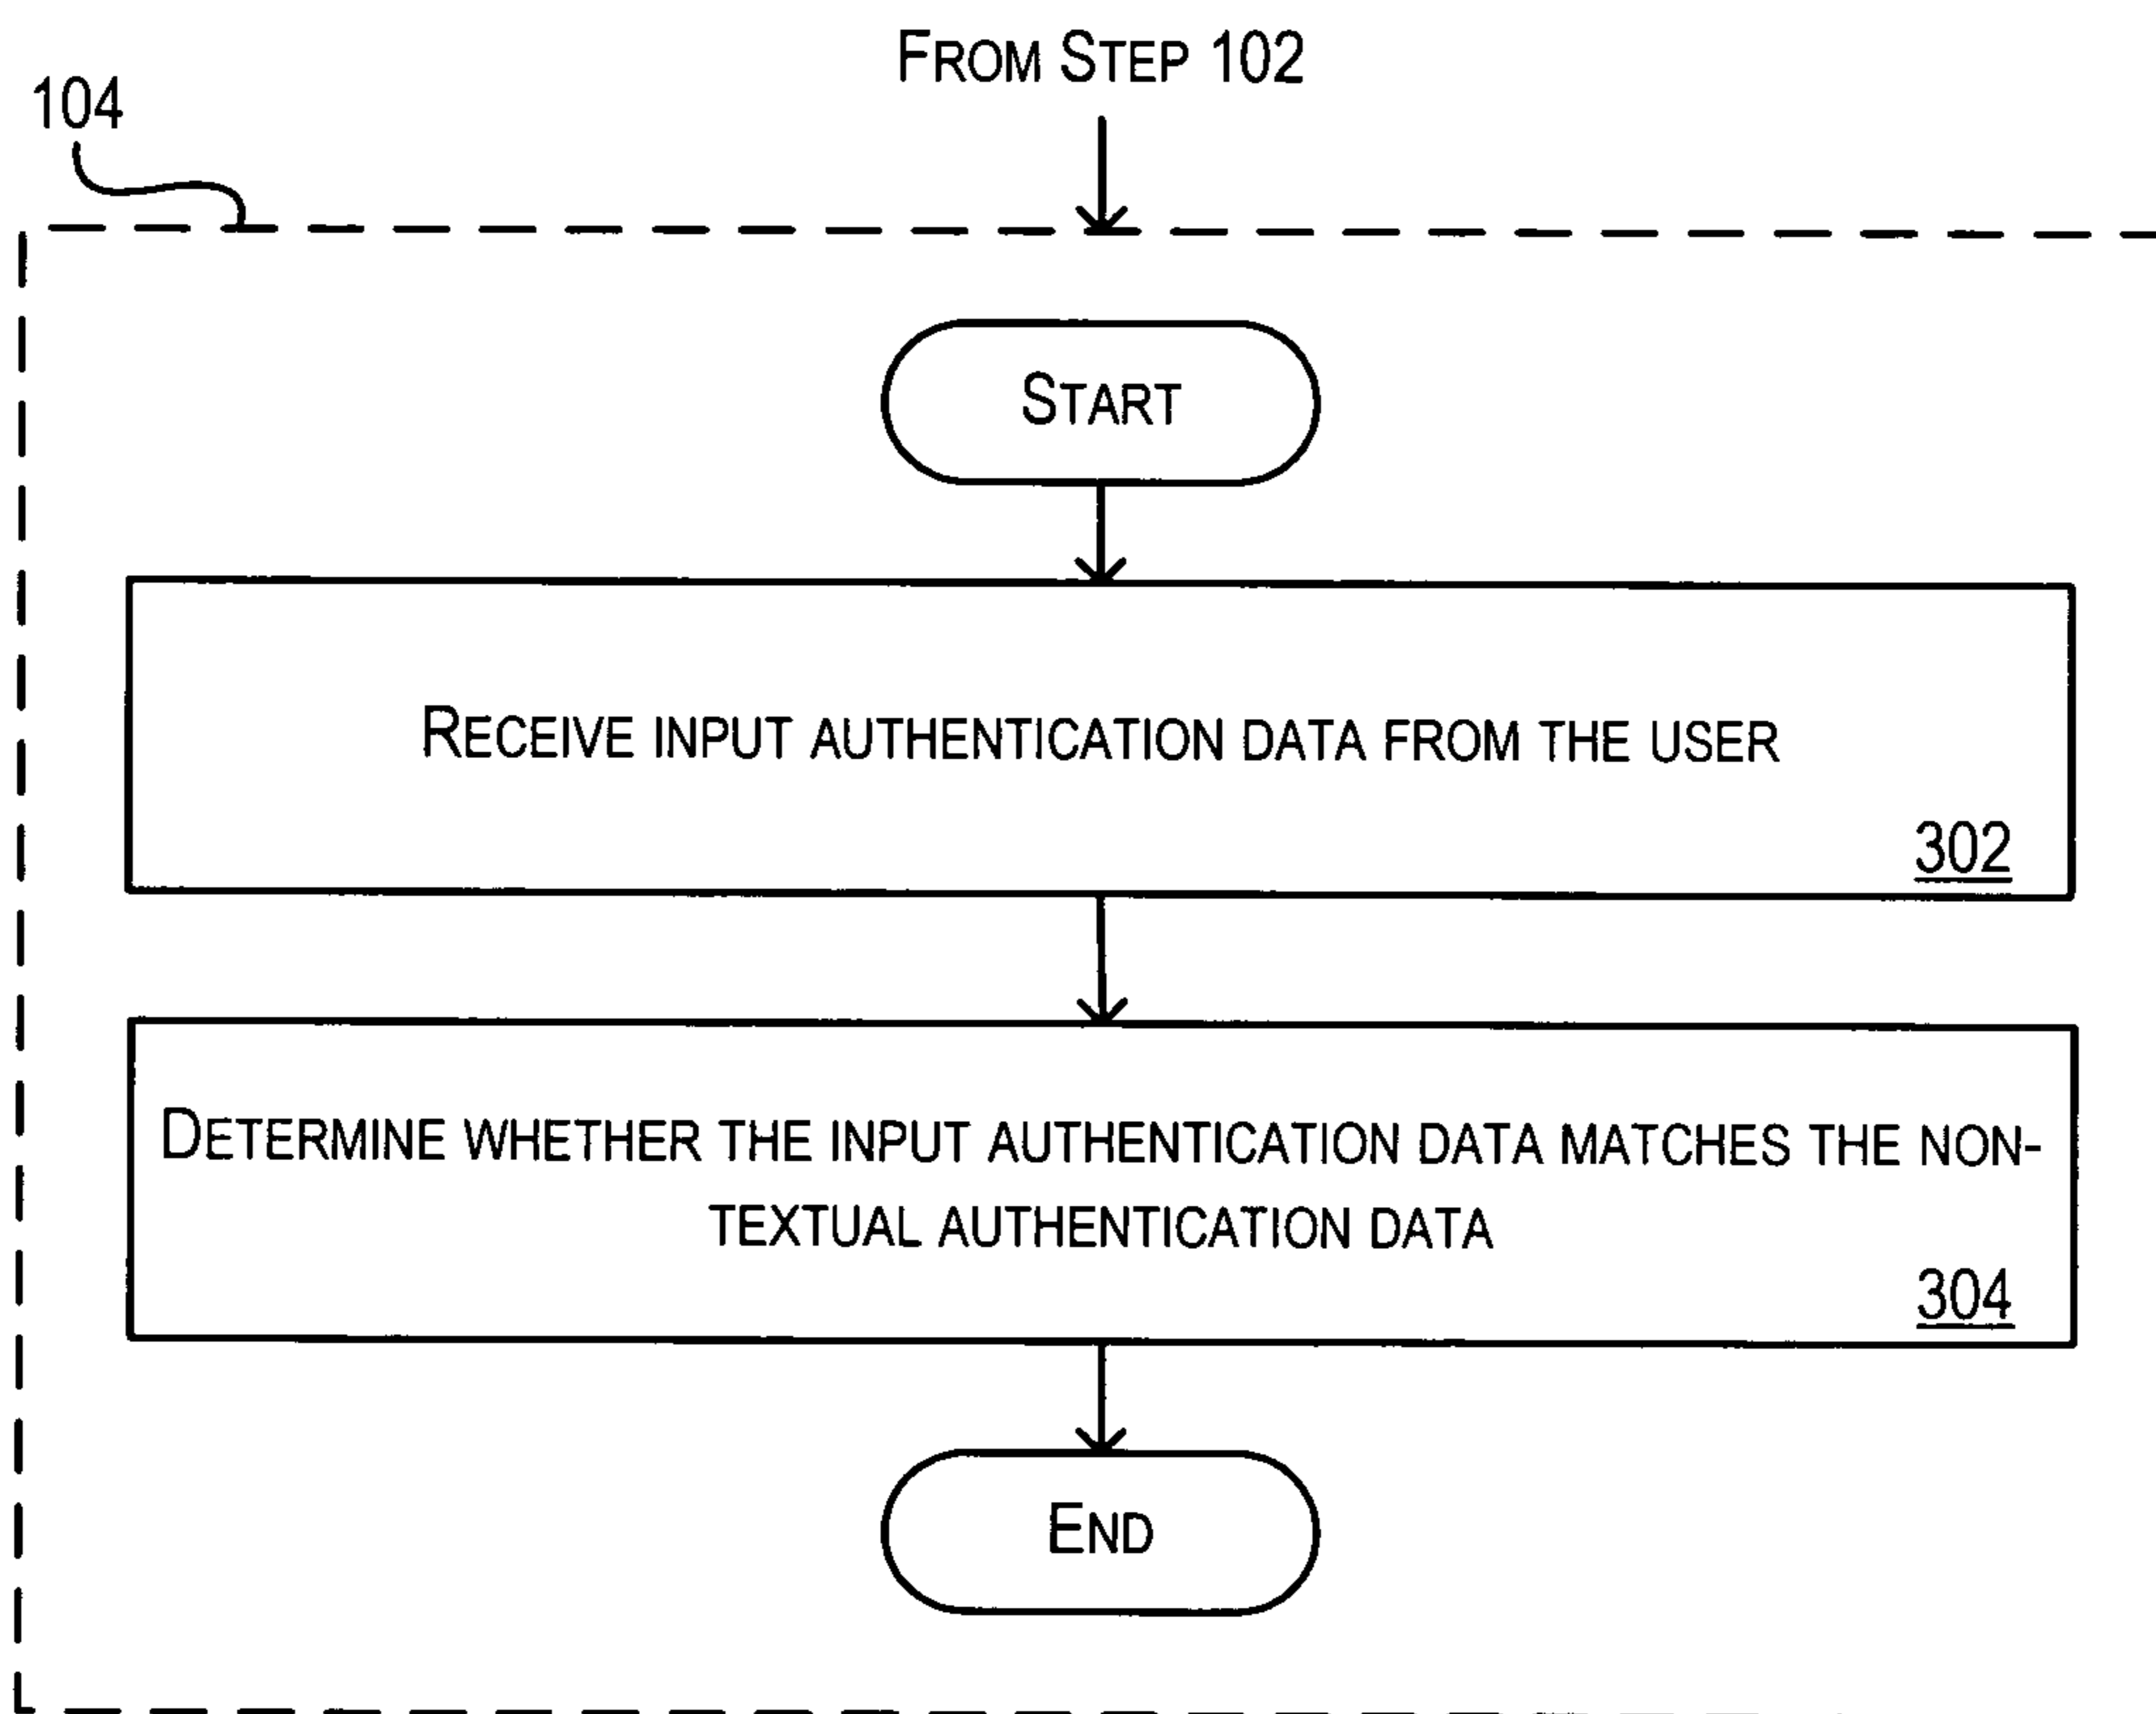 FROM STEP 102
104
START
RECEIVE INPUT AUTHENTICATION DATA FROM THE USER
302
DETERMINE WHETHER THE INPUT AUTHENTICATION DATA MATCHES THE NON-
TEXTUAL AUTHENTICATION DATA
304
END